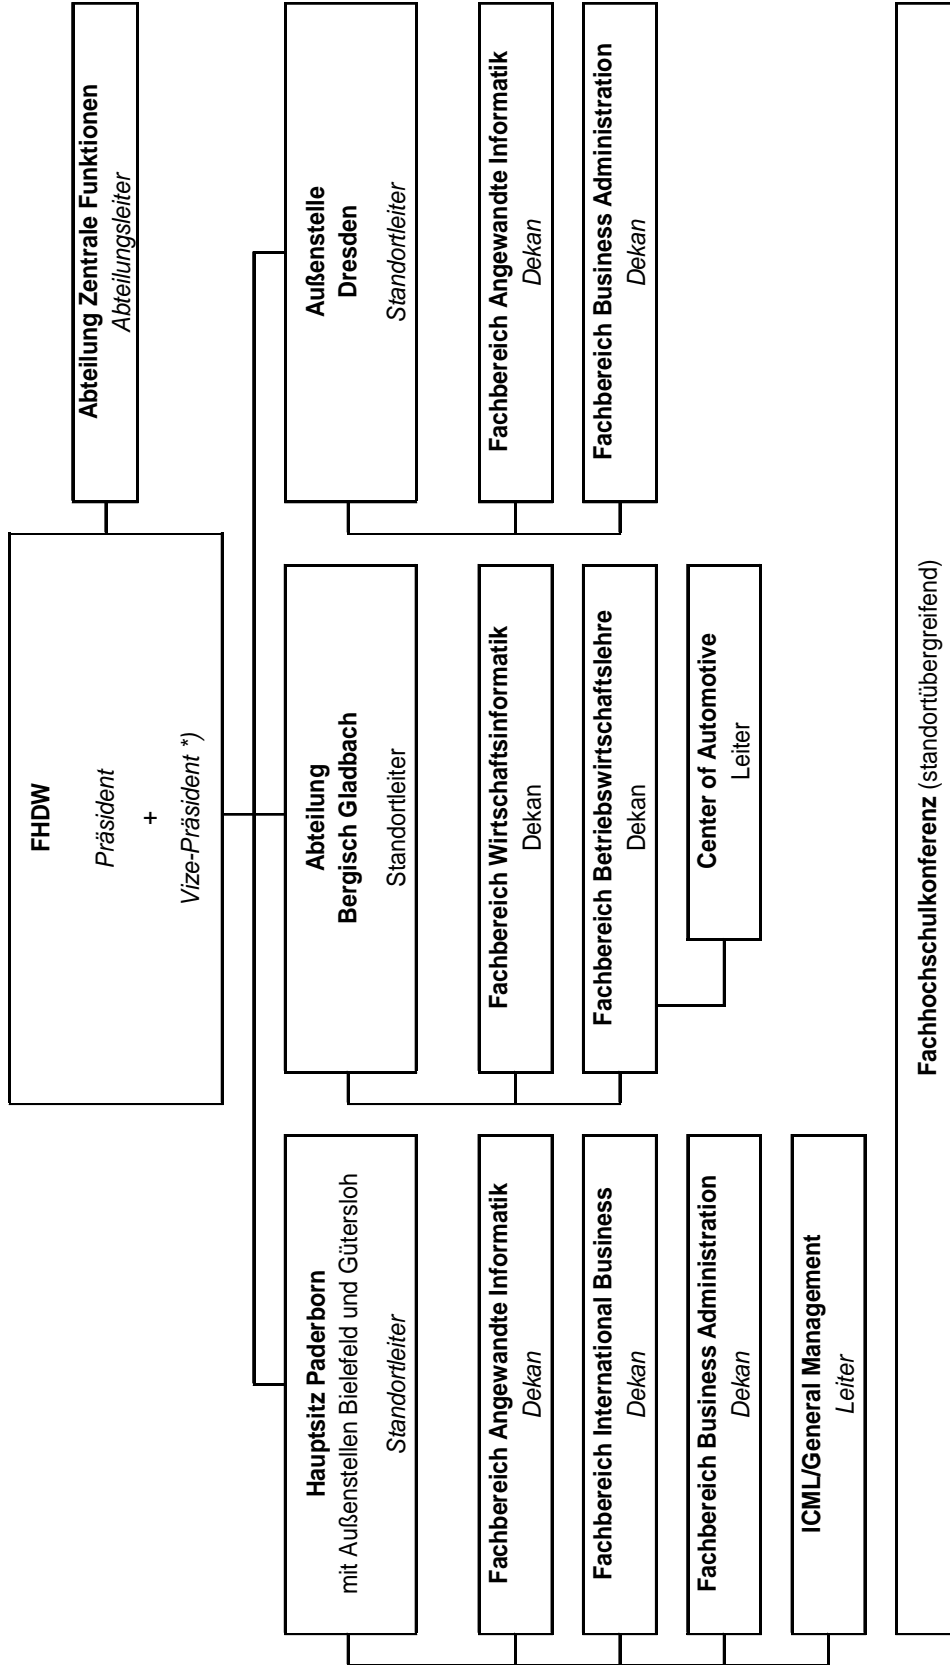 FHDW
Präsident
+
Vize-Präsident *)
Abteilung Zentrale Funktionen
Abteilungsleiter
Hauptsitz Paderborn
mit Außenstellen Bielefeld und Gütersloh
Standortleiter
Fachbereich Angewandte Informatik
Dekan
Fachbereich International Business
Dekan
Fachbereich Business Administration
Dekan
ICML/General Management
Leiter
Abteilung
Bergisch Gladbach
Standortleiter
Fachbereich Wirtschaftsinformatik
Dekan
Fachbereich Betriebswirtschaftslehre
Dekan
Center of Automotive
Leiter
Außenstelle
Dresden
Standortleiter
Fachbereich Angewandte Informatik
Dekan
Fachbereich Business Administration
Dekan
Fachhochschulkonferenz (standortübergreifend)